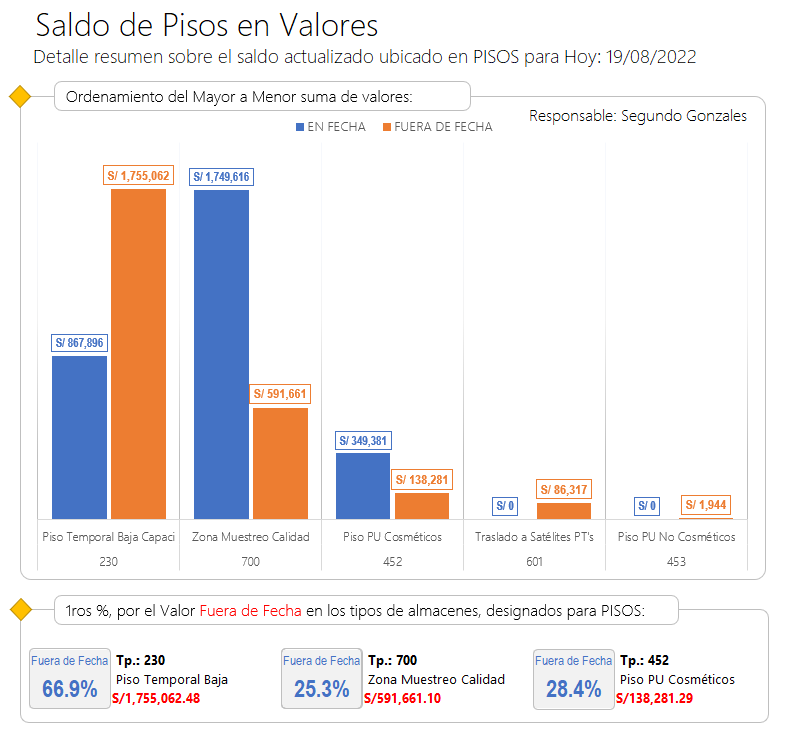 Saldo de Pisos en Valores
Detalle resumen sobre el saldo actualizado ubicado en PISOS para Hoy: 19/08/2022
Ordenamiento del Mayor a Menor suma de valores:
Responsable: Segundo Gonzales
EN FECHA FUERA DE FECHA
S/ 1,755,062 S/ 1,749,616
S/ 867,896
S/ 591,661
S/ 349,381
S/ 138,281
S/ 86,317
S/ 0 S/ 0 S/ 1,944
Piso Temporal Baja Capaci Zona Muestreo Calidad Piso PU Cosméticos Traslado a Satélites PT's Piso PU No Cosméticos
230 700 452 601 453
1ros %, por el Valor Fuera de Fecha en los tipos de almacenes, designados para PISOS:
Fuera de Fecha Tp.: 230
66.9% Piso Temporal Baja
S/1,755,062.48
Fuera de Fecha Tp.: 700
25.3% Zona Muestreo Calidad
S/591,661.10
Fuera de Fecha Tp.: 452
28.4% Piso PU Cosméticos
S/138,281.29